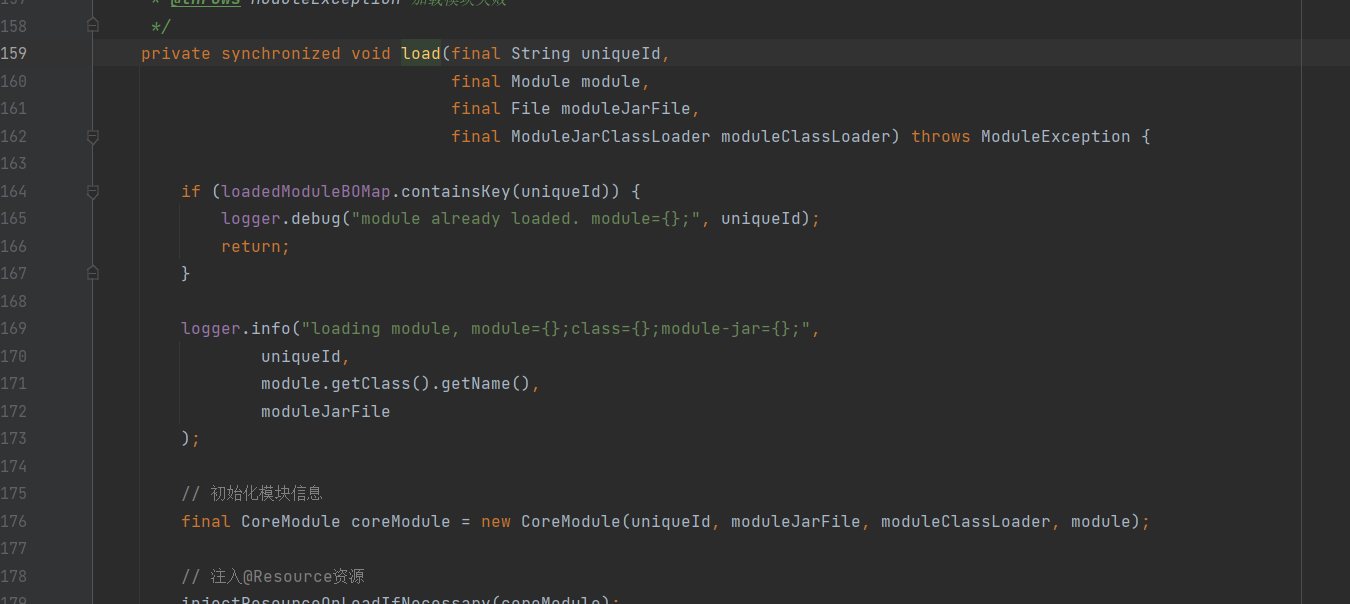 * @throws ModuleException 加载模块失败
158 */
159 private synchronized void load(final String uniqueId,
160 final Module module,
161 final File moduleJarFile,
162 final ModuleJarClassLoader moduleClassLoader) throws ModuleException {
163
164 if (loadedModuleBOMap.containsKey(uniqueId)) {
165 logger.debug("module already loaded. module={};", uniqueId);
166 return;
167 }
168
169 logger.info("loading module, module={};class={};module-jar={};",
170 uniqueId,
171 module.getClass().getName(),
172 moduleJarFile
173 );
174
175 // 初始化模块信息
176 final CoreModule coreModule = new CoreModule(uniqueId, moduleJarFile, moduleClassLoader, module);
177
178 // 注入@Resource资源
179 injectResourceOnLoadIfNecessary(coreModule);